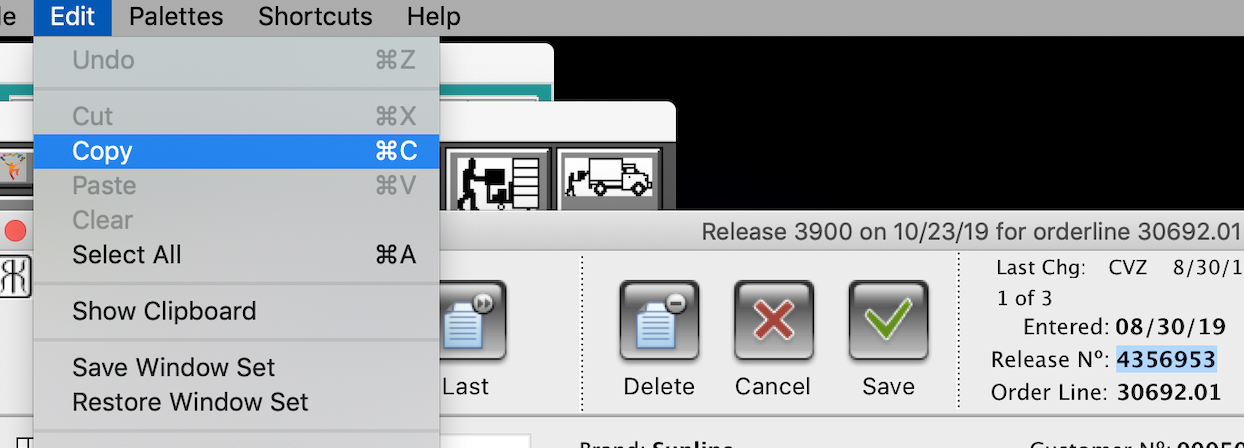 Edit Palettes Shortcuts Help
Undo ⌘Z
Cut ⌘X
Copy ⌘C
Paste ⌘V
Clear
Select All ⌘A
Show Clipboard
Save Window Set
Restore Window Set
Release 3900 on 10/23/19 for orderline 30692.01
Last
Delete
Cancel
Save
Last Chg: CVZ 8/30/1
1 of 3
Entered: 08/30/19
Release Nº: 4356953
Order Line: 30692.01
Brand: Sunline
Customer Nº: